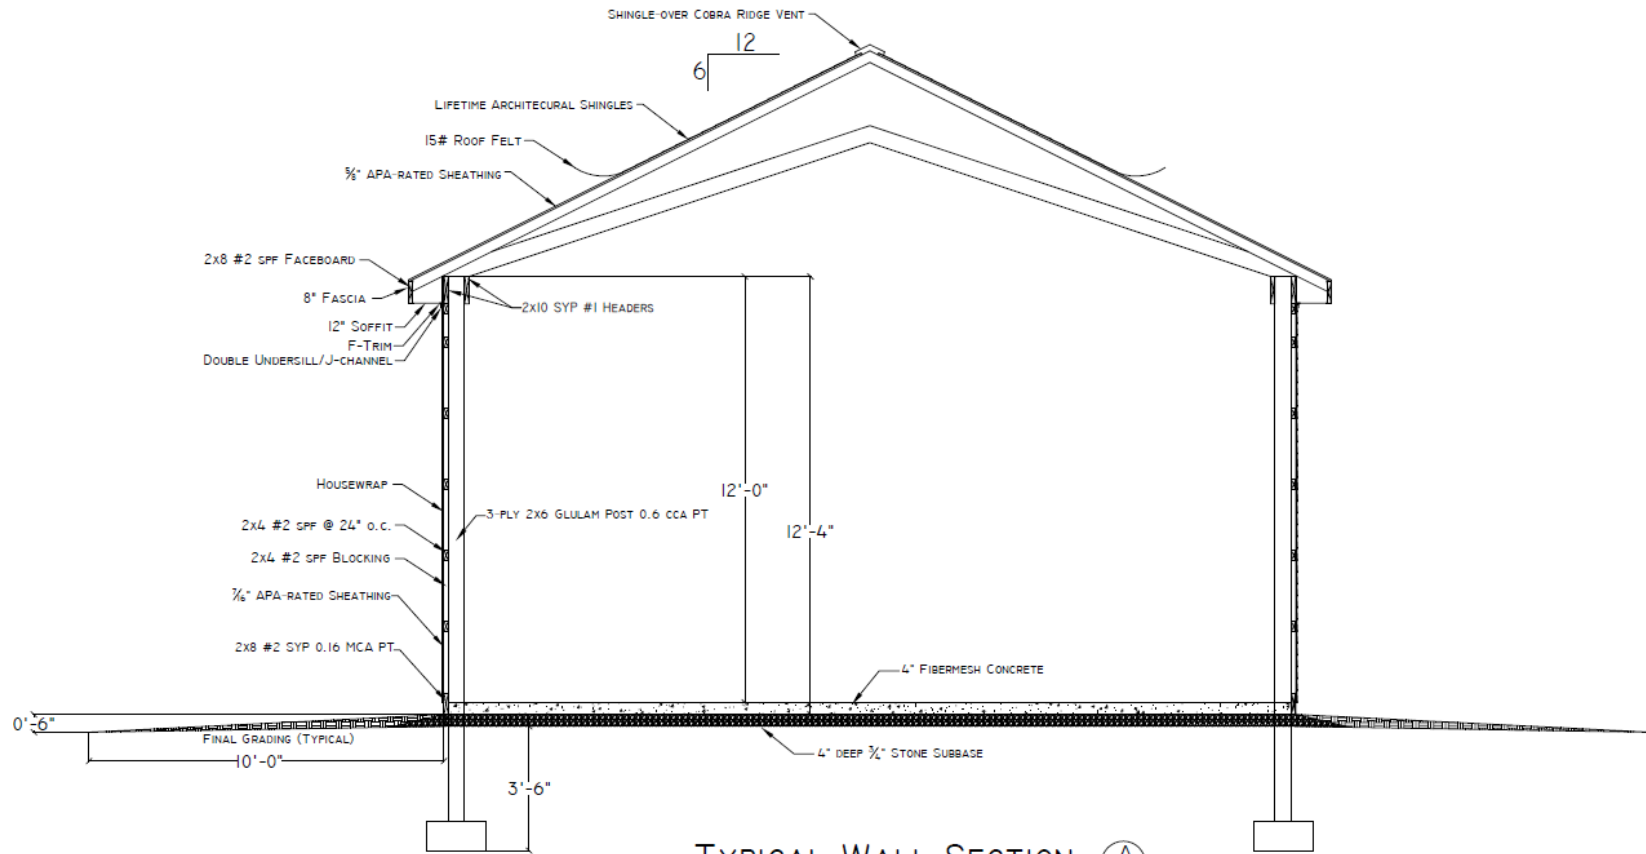 SHINGLE-OVER COBRA RIDGE VENT
12
6
LIFETIME ARCHITECURAL SHINGLES
15# ROOF FELT
⅝" APA-RATED SHEATHING
2X8 #2 SPF FACEBOARD
8" FASCIA
2X10 SYP #1 HEADERS
12" SOFFIT
F-TRIM
DOUBLE UNDERSILL/J-CHANNEL
HOUSEWRAP
12'-0"
3-PLY 2X6 GLULAM POST 0.6 CCA PT
2X4 #2 SPF @ 24" O.C.
12'-4"
2X4 #2 SPF BLOCKING
7/16" APA-RATED SHEATHING
2X8 #2 SYP 0.16 MCA PT
4" FIBERMESH CONCRETE
0'-6"
FINAL GRADING (TYPICAL)
10'-0"
4" DEEP ¾" STONE SUBBASE
3'-6"
TYPICAL WALL SECTION A